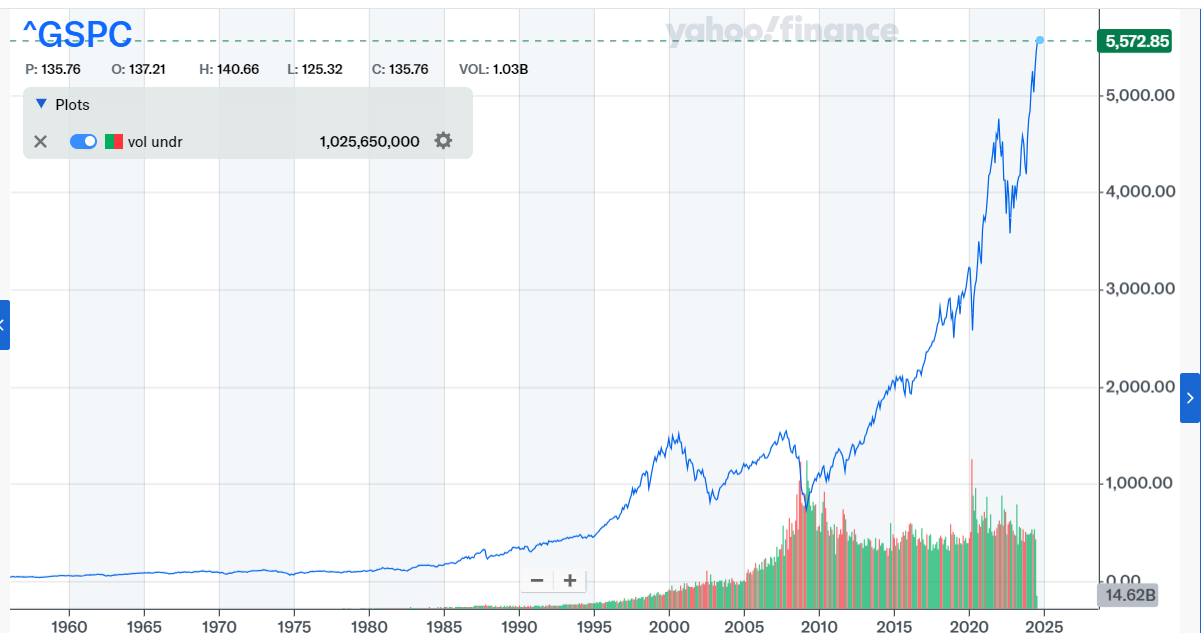 ^GSPC
yahoo!finance
5,572.85
P: 135.76 O: 137.21 H: 140.66 L: 125.32 C: 135.76 VOL: 1.03B
Plots
vol undr 1,025,650,000
5,000.00
4,000.00
3,000.00
2,000.00
1,000.00
0.00
14.62B
1960 1965 1970 1975 1980 1985 1990 1995 2000 2005 2010 2015 2020 2025